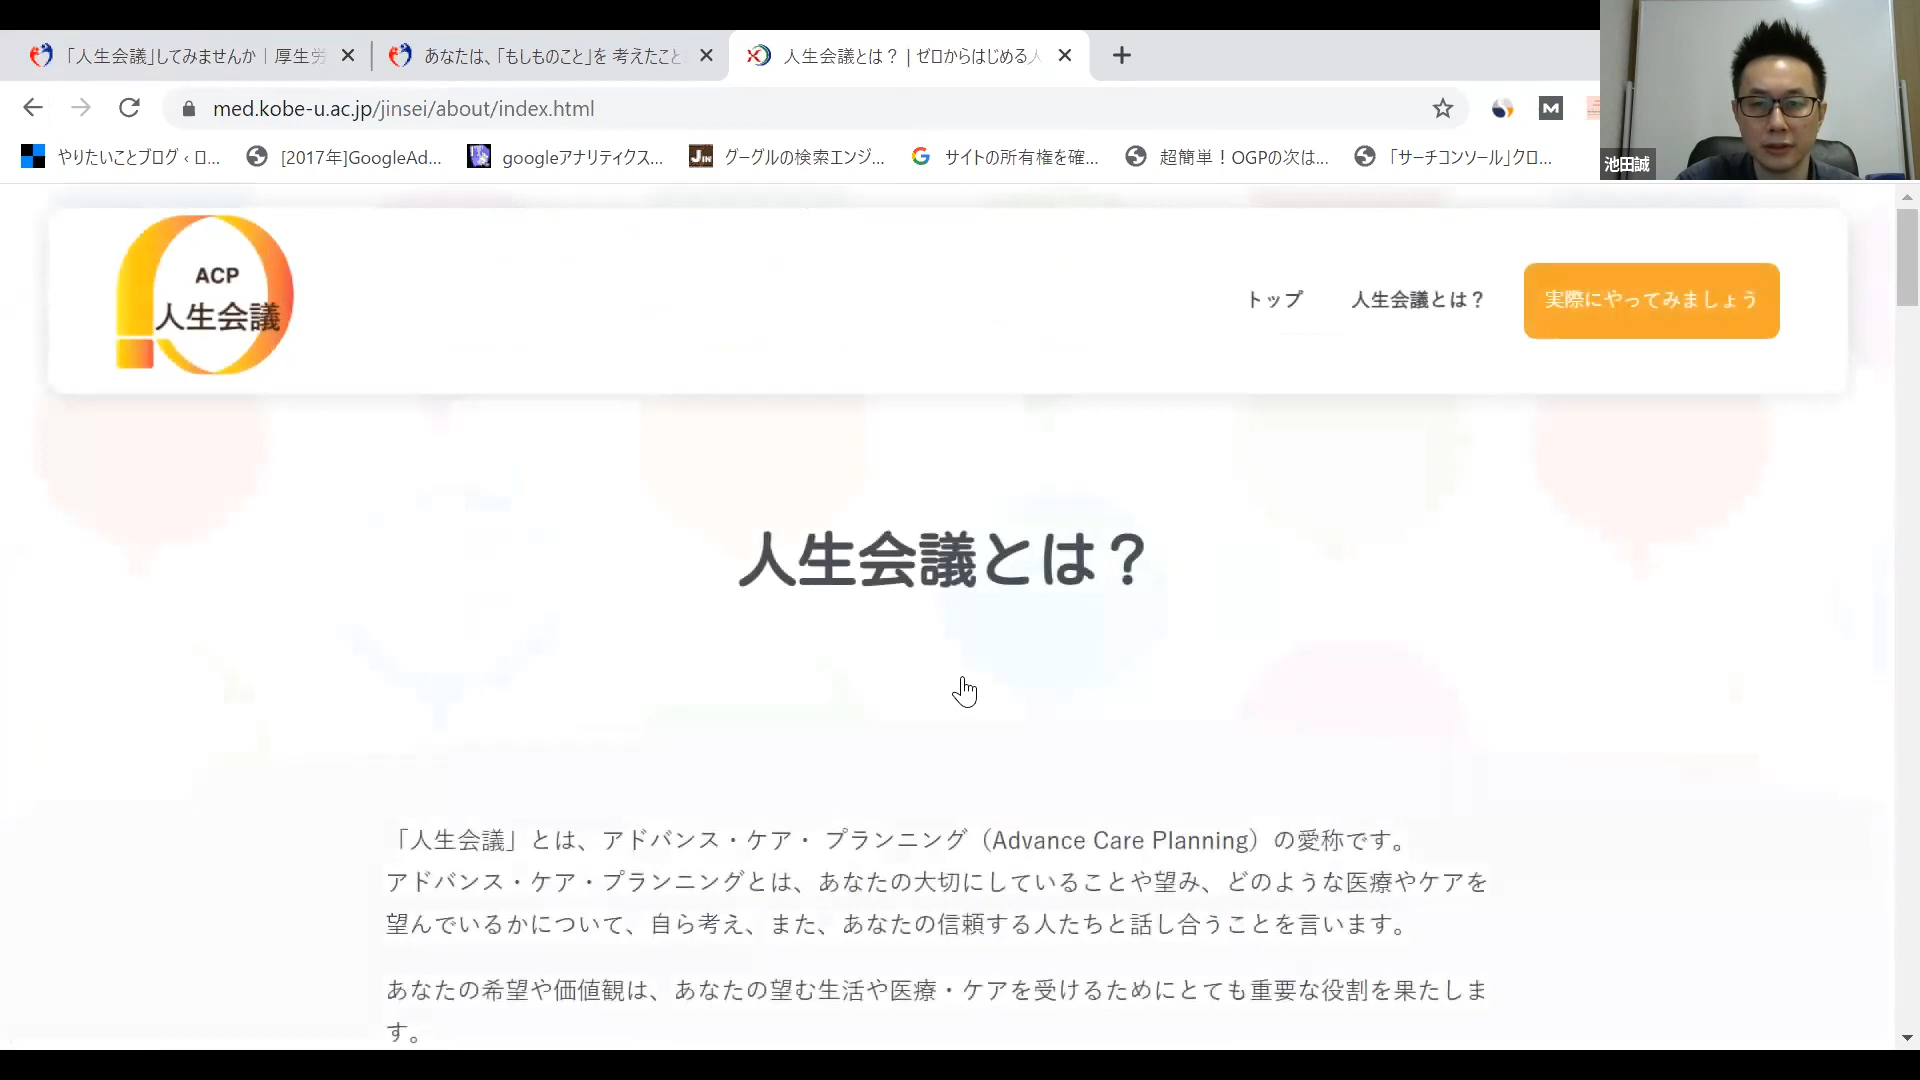 「人生会議」してみませんか｜厚生労
あなたは、「もしものこと」を 考えたこと
人生会議とは？ | ゼロからはじめる人
med.kobe-u.ac.jp/jinsei/about/index.html
やりたいことブログ ‹ ロ...
[2017年]GoogleAd...
googleアナリティクス...
JIN
グーグルの検索エンジ...
サイトの所有権を確...
超簡単！OGPの次は...
「サーチコンソール」クロ...
池田誠
ACP
人生会議
トップ
人生会議とは？
実際にやってみましょう
人生会議とは？
「人生会議」とは、アドバンス・ケア・ プランニング（Advance Care Planning）の愛称です。
アドバンス・ケア・プランニングとは、あなたの大切にしていることや望み、どのような医療やケアを
望んでいるかについて、自ら考え、また、あなたの信頼する人たちと話し合うことを言います。
あなたの希望や価値観は、あなたの望む生活や医療・ケアを受けるためにとても重要な役割を果たしま
す。